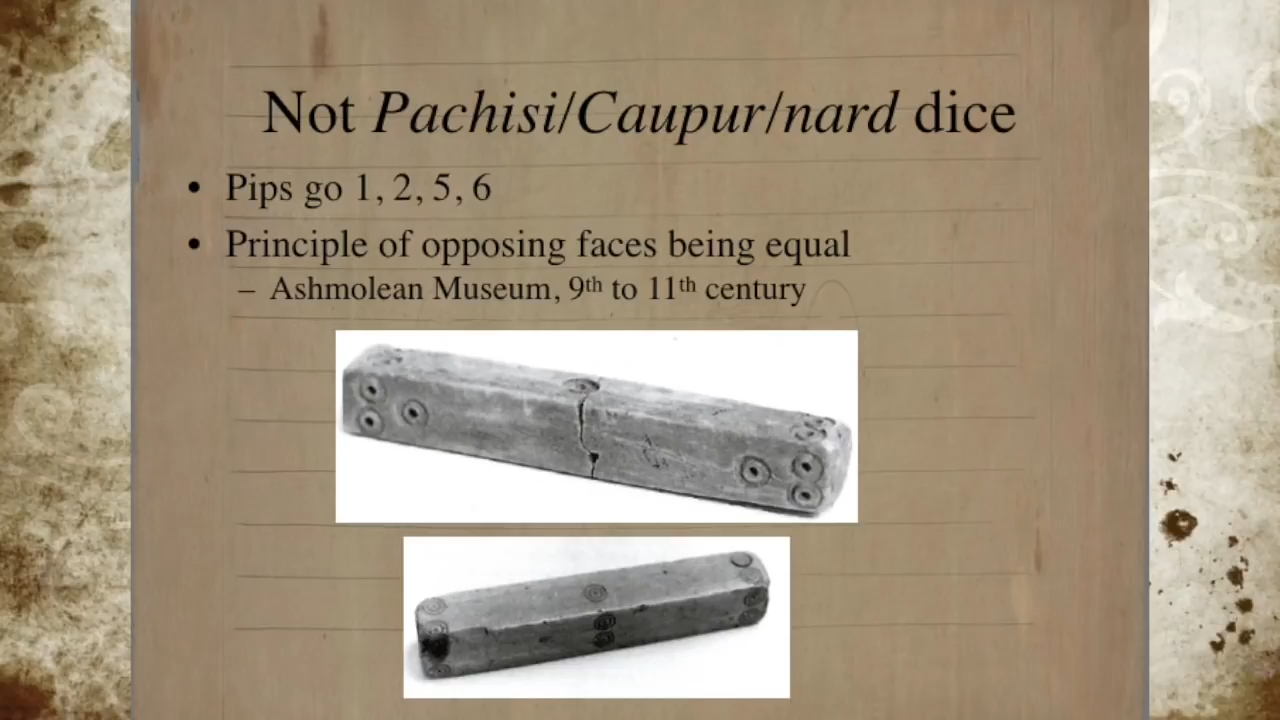 Not Pachisi/Caupur/nard dice
• Pips go 1, 2, 5, 6
• Principle of opposing faces being equal
– Ashmolean Museum, 9th to 11th century